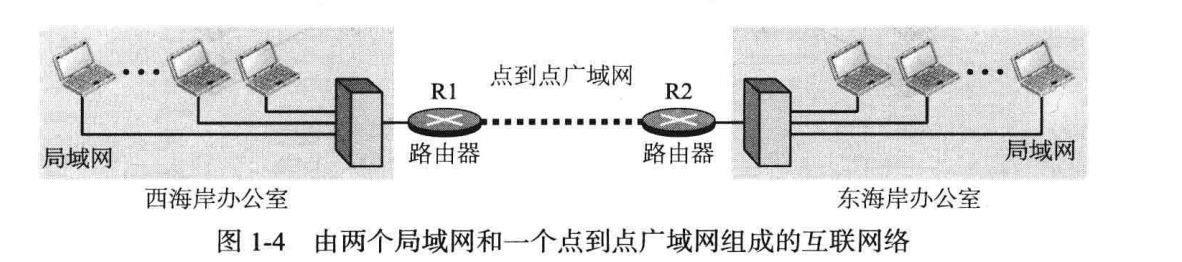 点到点广域网
R1
R2
局域网
路由器
路由器
局域网
西海岸办公室
东海岸办公室
图 1-4 由两个局域网和一个点到点广域网组成的互联网络